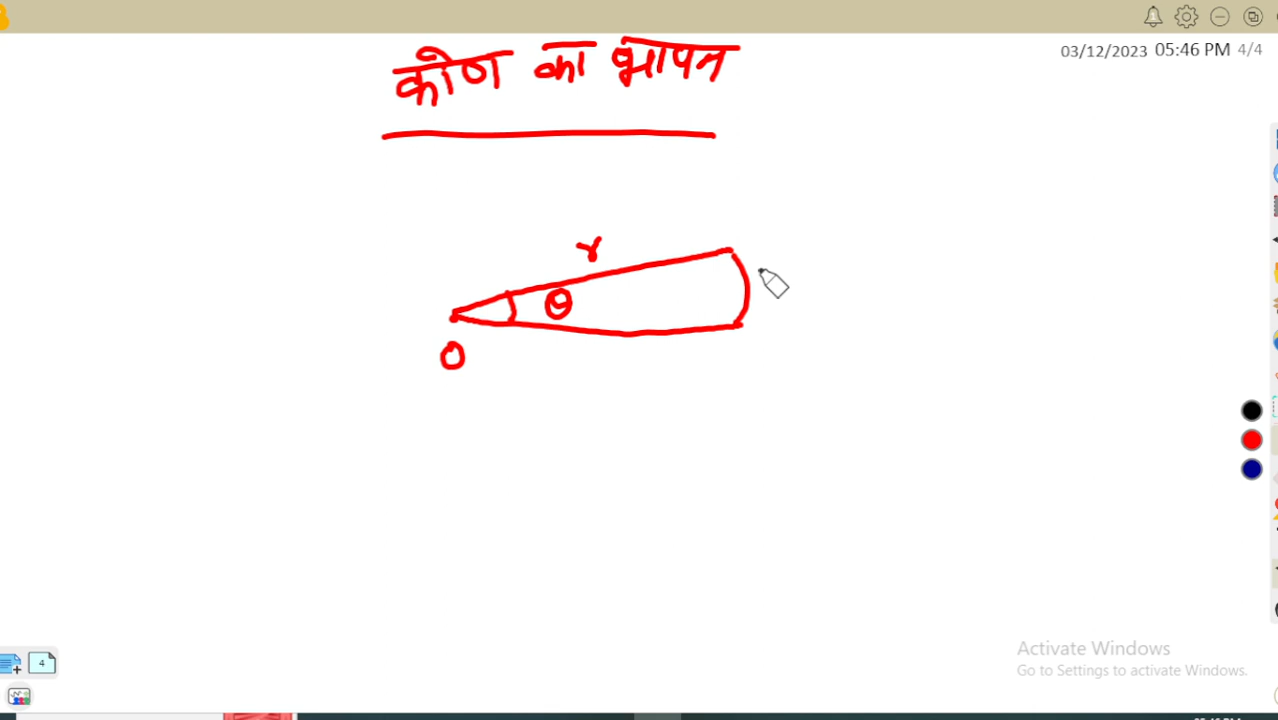 03/12/2023 05:46 PM 4/4
कोण का भापन
r
θ
O
4
Activate Windows
Go to Settings to activate Windows.